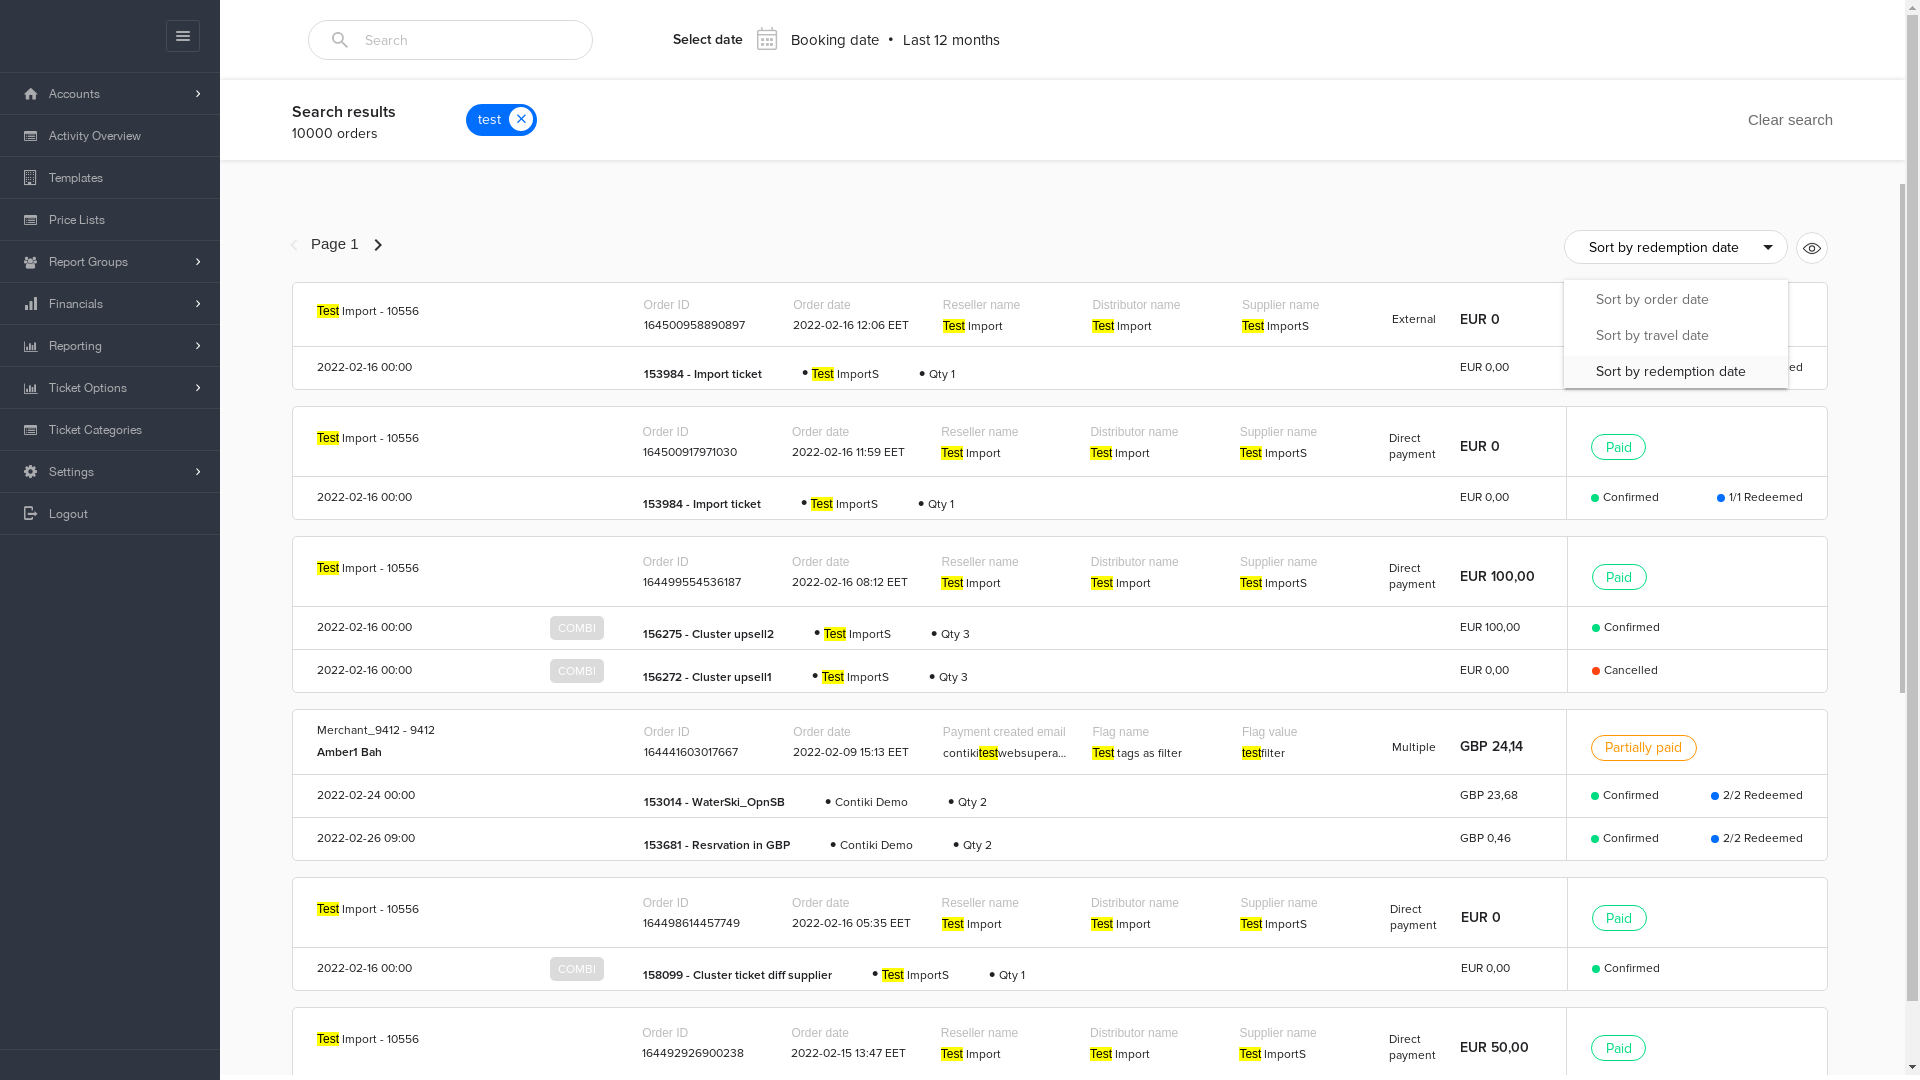 Search
Select date
Booking date • Last 12 months
Accounts
Activity Overview
Templates
Price Lists
Report Groups
Financials
Reporting
Ticket Options
Ticket Categories
Settings
Logout
Search results
10000 orders
test
Clear search
Page 1
Sort by redemption date
Sort by order date
Sort by travel date
Sort by redemption date
Test Import - 10556
Order ID
164500958890897
Order date
2022-02-16 12:06 EET
Reseller name
Test Import
Distributor name
Test Import
Supplier name
Test ImportS
External
EUR 0
2022-02-16 00:00
153984 - Import ticket • Test ImportS • Qty 1
EUR 0,00
ed
Test Import - 10556
Order ID
164500917971030
Order date
2022-02-16 11:59 EET
Reseller name
Test Import
Distributor name
Test Import
Supplier name
Test ImportS
Direct
payment
EUR 0
Paid
2022-02-16 00:00
153984 - Import ticket • Test ImportS • Qty 1
EUR 0,00
Confirmed
1/1 Redeemed
Test Import - 10556
Order ID
164499554536187
Order date
2022-02-16 08:12 EET
Reseller name
Test Import
Distributor name
Test Import
Supplier name
Test ImportS
Direct
payment
EUR 100,00
Paid
2022-02-16 00:00
COMBI
156275 - Cluster upsell2 • Test ImportS • Qty 3
EUR 100,00
Confirmed
2022-02-16 00:00
COMBI
156272 - Cluster upsell1 • Test ImportS • Qty 3
EUR 0,00
Cancelled
Merchant_9412 - 9412
Amber1 Bah
Order ID
164441603017667
Order date
2022-02-09 15:13 EET
Payment created email
contikitestwebsupera...
Flag name
Test tags as filter
Flag value
testfilter
Multiple
GBP 24,14
Partially paid
2022-02-24 00:00
153014 - WaterSki_OpnSB • Contiki Demo • Qty 2
GBP 23,68
Confirmed
2/2 Redeemed
2022-02-26 09:00
153681 - Resrvation in GBP • Contiki Demo • Qty 2
GBP 0,46
Confirmed
2/2 Redeemed
Test Import - 10556
Order ID
164498614457749
Order date
2022-02-16 05:35 EET
Reseller name
Test Import
Distributor name
Test Import
Supplier name
Test ImportS
Direct
payment
EUR 0
Paid
2022-02-16 00:00
COMBI
158099 - Cluster ticket diff supplier • Test ImportS • Qty 1
EUR 0,00
Confirmed
Test Import - 10556
Order ID
164492926900238
Order date
2022-02-15 13:47 EET
Reseller name
Test Import
Distributor name
Test Import
Supplier name
Test ImportS
Direct
payment
EUR 50,00
Paid